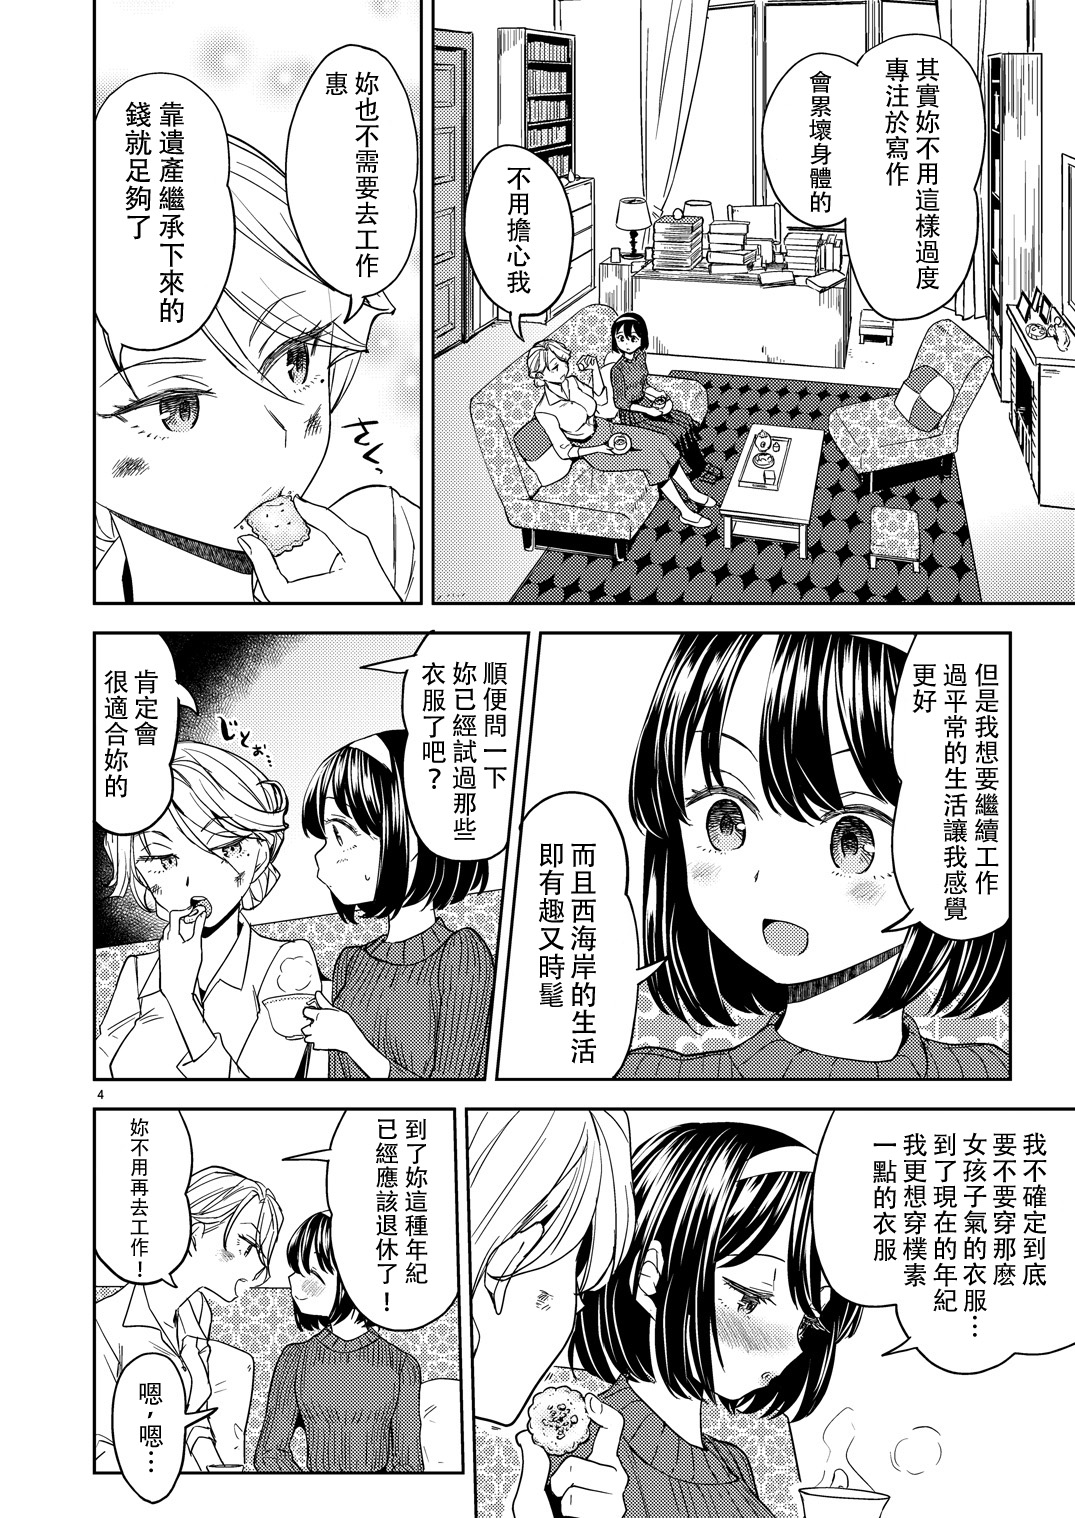 其實妳不用這樣過度
專注於寫作
會累壞身體的
不用擔心我
妳也不需要去工作
惠
靠遺產繼承下來的
錢就足夠了
さくっ
但是我想要繼續工作
過平常的生活讓我感覺
更好
而且西海岸的生活
即有趣又時髦
順便問一下
妳已經試過那些
衣服了吧？
じとぉ…
肯定會
很適合妳的
4
我不確定到底
要不要穿那麽
女孩子氣的衣服…
到了現在的年紀
我更想穿樸素
一點的衣服
到了妳這種年紀
已經應該退休了！
妳不用再去工作！
嗯，嗯…